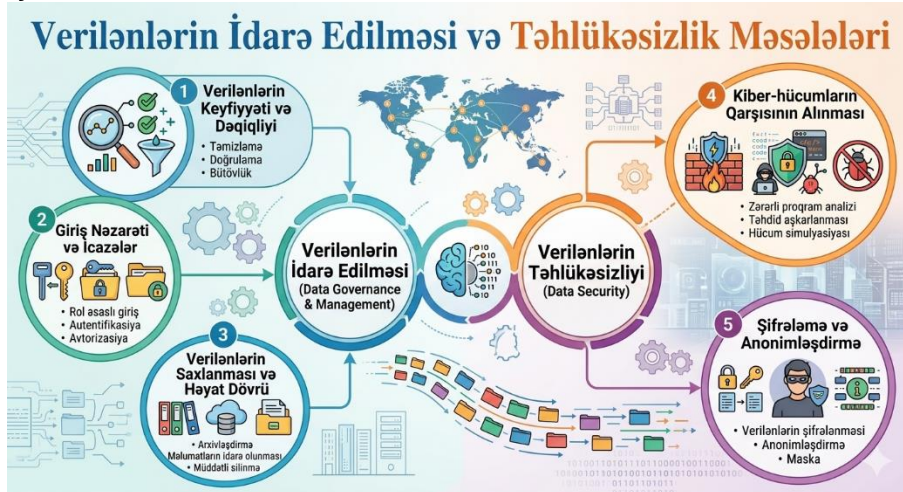 Verilənlərin İdarə Edilməsi və Təhlükəsizlik Məsələləri
1
Verilənlərin
Keyfiyyəti və
Dəqiqliyi
• Təmizləmə
• Doğrulama
• Bütövlük
2
Giriş Nəzarəti
və İcazələr
• Rol əsaslı giriş
• Autentifikasiya
• Avtorizasiya
3
Verilənlərin
Saxlanması və
Həyat Dövrü
• Arxivləşdirmə
Məlumatların idarə olunması
• Müddətli silinmə
Verilənlərin
İdarə Edilməsi
(Data Governance
& Management)
Verilənlərin
Təhlükəsizliyi
(Data Security)
4
Kiber-hücumların
Qarşısının Alınması
• Zərərli proqram analizi
• Təhdid aşkarlanması
• Hücum simulyasiyası
5
Şifrələmə və
Anonimləşdirmə
• Verilənlərin şifrələnməsi
• Anonimləşdirmə
• Maska